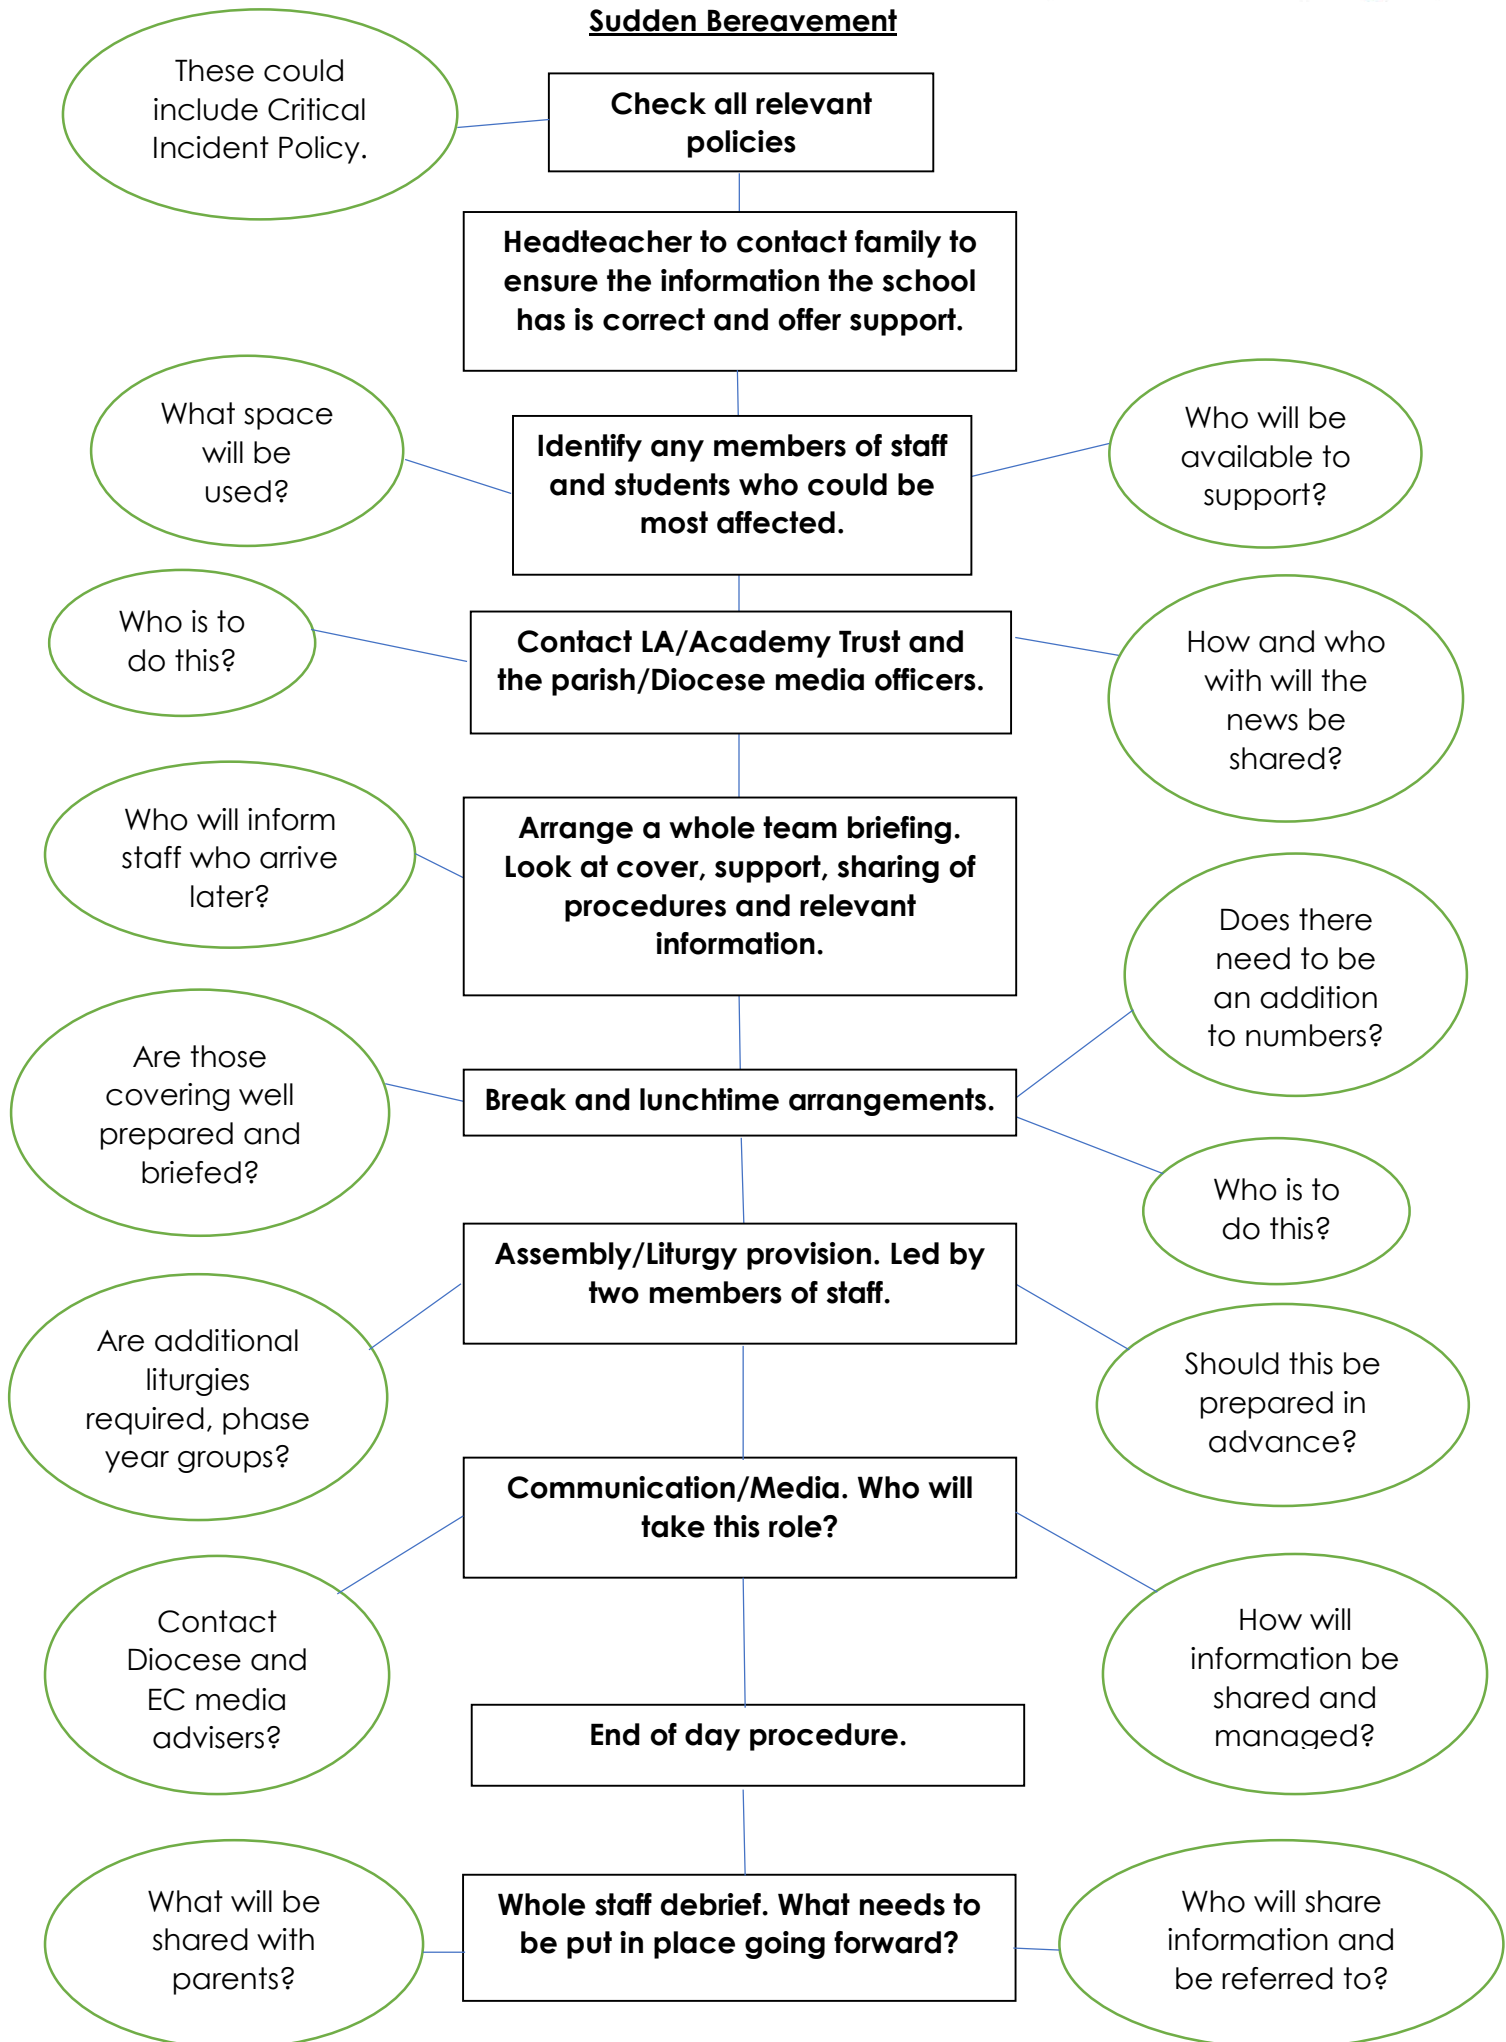 Sudden Bereavement
These could
include Critical
Incident Policy.
Check all relevant
policies
Headteacher to contact family to
ensure the information the school
has is correct and offer support.
What space
will be
used?
Identify any members of staff
and students who could be
most affected.
Who will be
available to
support?
Who is to
do this?
Contact LA/Academy Trust and
the parish/Diocese media officers.
How and who
with will the
news be
shared?
Who will inform
staff who arrive
later?
Arrange a whole team briefing.
Look at cover, support, sharing of
procedures and relevant
information.
Does there
need to be
an addition
to numbers?
Are those
covering well
prepared and
briefed?
Break and lunchtime arrangements.
Who is to
do this?
Assembly/Liturgy provision. Led by
two members of staff.
Are additional
liturgies
required, phase
year groups?
Should this be
prepared in
advance?
Communication/Media. Who will
take this role?
Contact
Diocese and
EC media
advisers?
How will
information be
shared and
managed?
End of day procedure.
What will be
shared with
parents?
Whole staff debrief. What needs to
be put in place going forward?
Who will share
information and
be referred to?